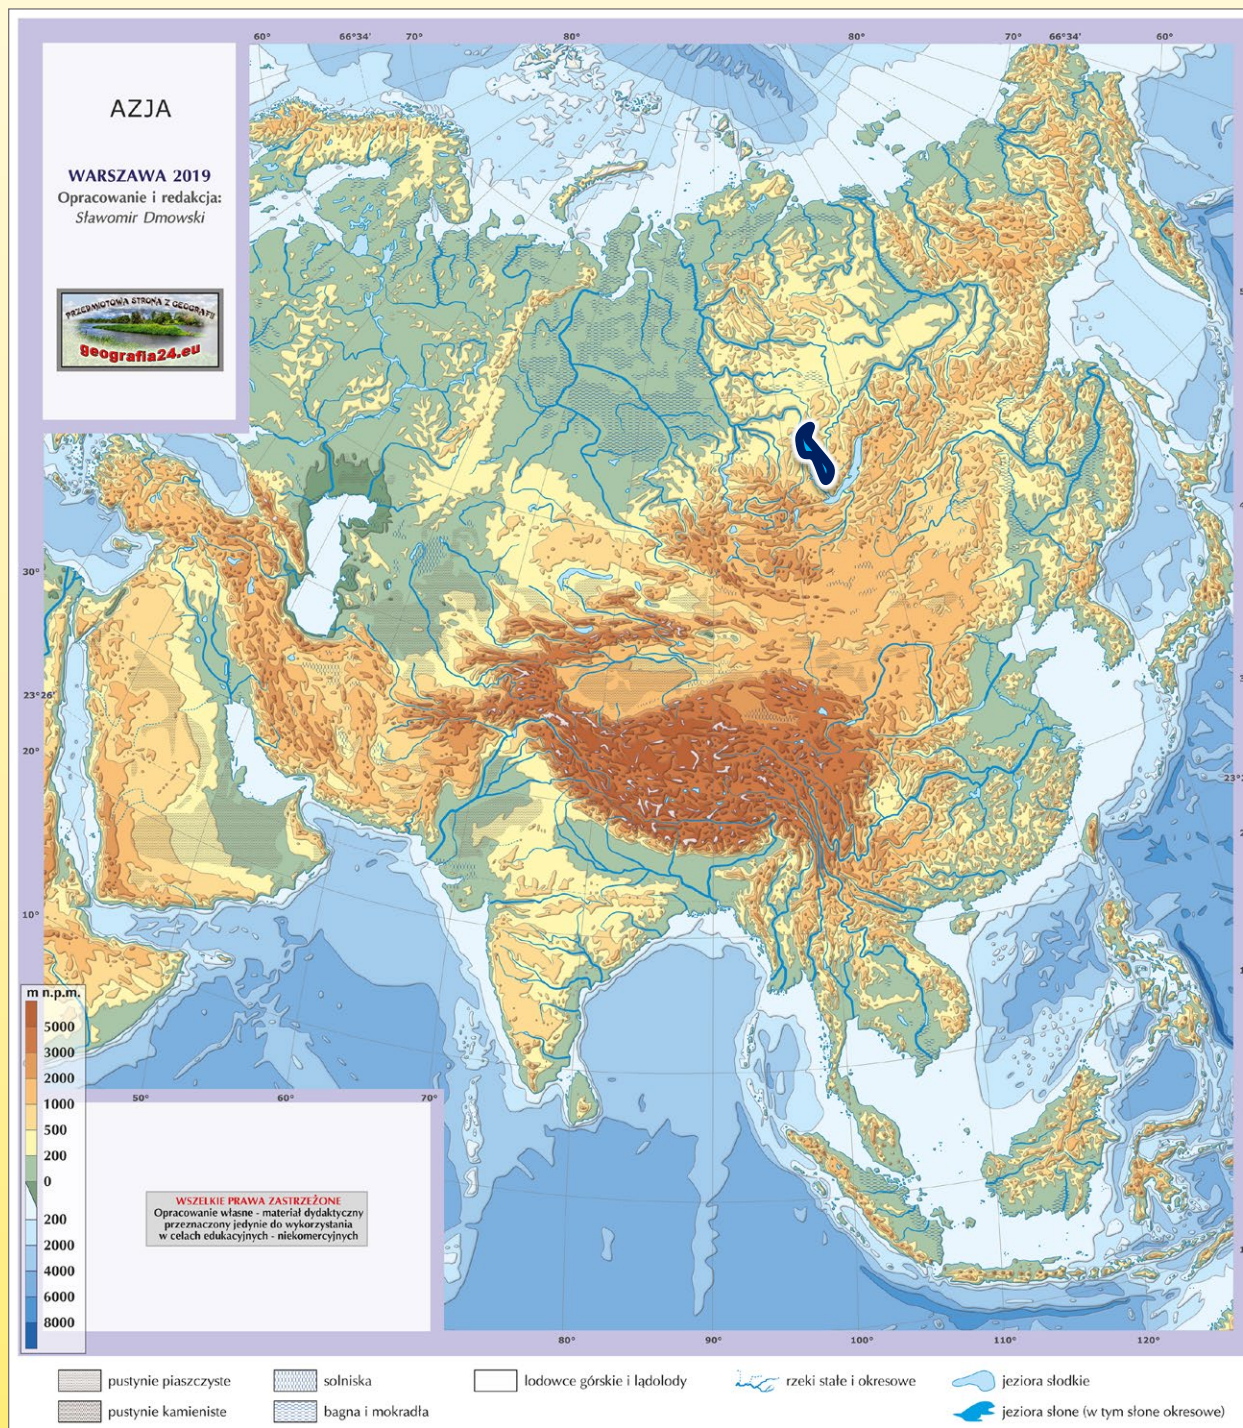 60°
66°34'
70°
80°
80°
70°
66°34'
60°
AZJA
WARSZAWA 2019
Opracowanie i redakcja:
Sławomir Dmowski
PRZEDMIOTOWA STRONA Z GEOGRAFII
geografia24.eu
30°
23°26'
20°
10°
m n.p.m.
5000
3000
2000
1000
500
200
0
200
2000
4000
6000
8000
50°
60°
70°
WSZELKIE PRAWA ZASTRZEŻONE
Opracowanie własne - materiał dydaktyczny
przeznaczony jedynie do wykorzystania
w celach edukacyjnych - niekomercyjnych
80°
90°
100°
110°
120°
pustynie piaszczyste
solniska
lodowce górskie i lądolody
rzeki stałe i okresowe
jeziora słodkie
pustynie kamieniste
bagna i mokradła
jeziora słone (w tym słone okresowe)